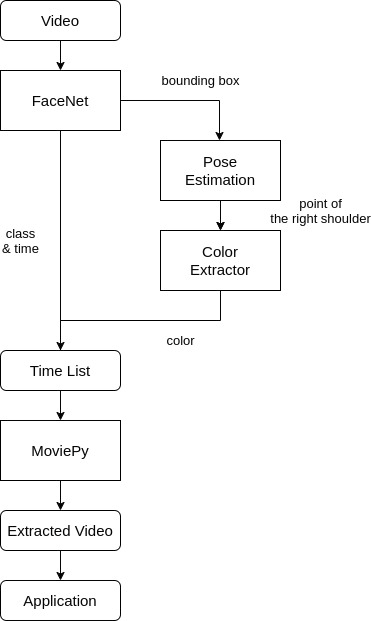 Video
FaceNet
bounding box
Pose
Estimation
point of
the right shoulder
class
& time
Color
Extractor
color
Time List
MoviePy
Extracted Video
Application